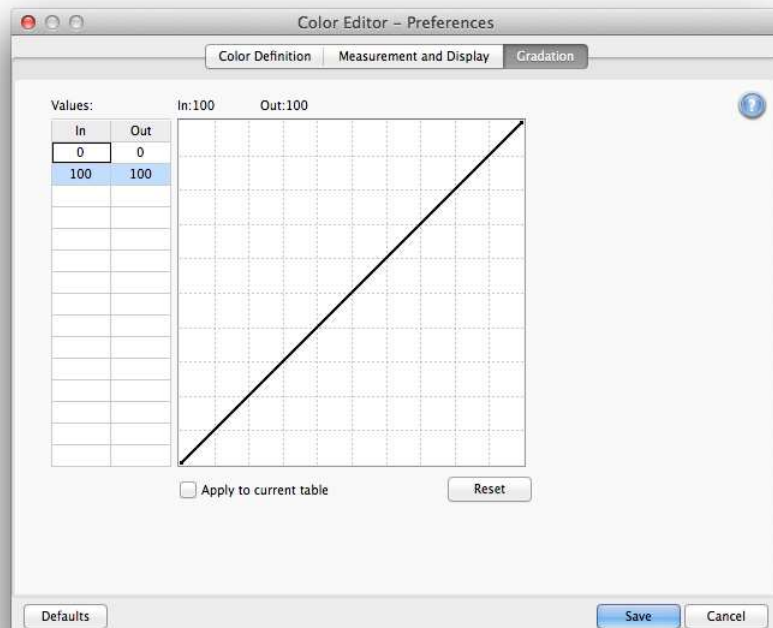 Color Editor – Preferences
Color Definition Measurement and Display Gradation
Values: In:100 Out:100
?
In Out
0 0
100 100
Apply to current table Reset
Defaults Save Cancel